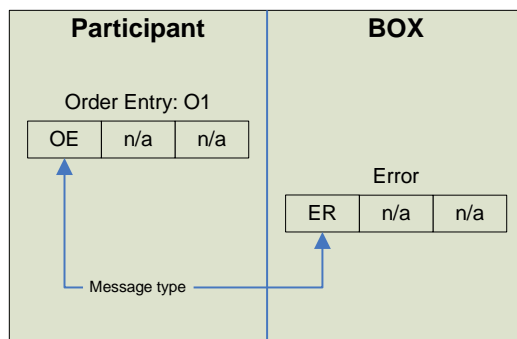 Participant
BOX
Order Entry: O1
OE n/a n/a
Error
ER n/a n/a
Message type